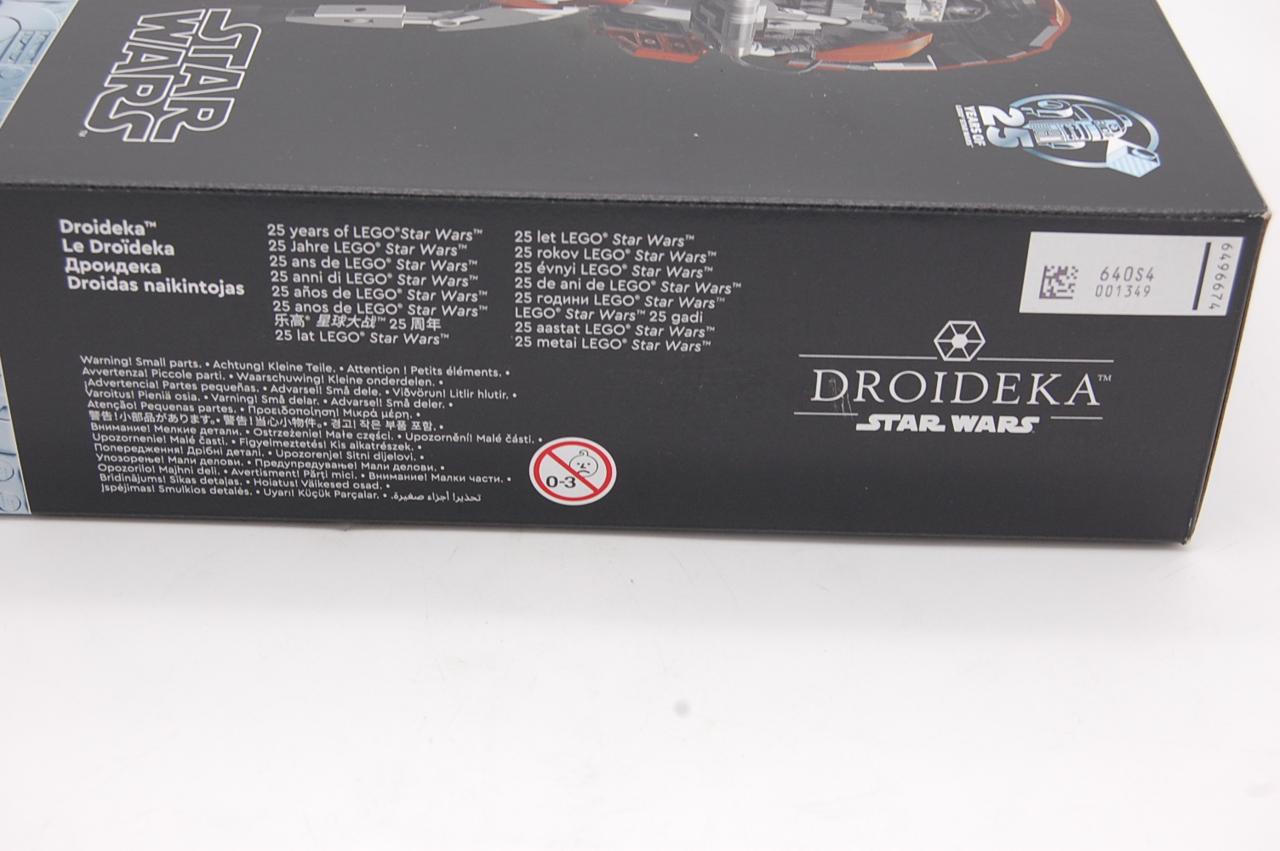 STAR
WARS™
25
YEARS OF
LEGO STAR WARS™
Droideka™
Le Droïdeka
Дроидека
Droidas naikintojas
25 years of LEGO® Star Wars™
25 Jahre LEGO® Star Wars™
25 ans de LEGO® Star Wars™
25 anni di LEGO® Star Wars™
25 años de LEGO® Star Wars™
25 anos de LEGO® Star Wars™
乐高® 星球大战™ 25 周年
25 lat LEGO® Star Wars™
25 let LEGO® Star Wars™
25 rokov LEGO® Star Wars™
25 évnyi LEGO® Star Wars™
25 de ani de LEGO® Star Wars™
25 години LEGO® Star Wars™
LEGO® Star Wars™ 25 gadi
25 aastat LEGO® Star Wars™
25 metai LEGO® Star Wars™
Warning! Small parts. • Achtung! Kleine Teile. • Attention ! Petits éléments. •
Avvertenza! Piccole parti. • Waarschuwing! Kleine onderdelen. •
¡Advertencia! Partes pequeñas. • Advarsel! Små dele. • Viðvörun! Litlir hlutir. •
Varoitus! Pieniä osia. • Varning! Små delar. • Advarsel! Små deler. •
Atenção! Pequenas partes. • Προειδοποίηση! Μικρά μέρη. •
警告!小部品があります。• 警告!当心小物件。• 경고! 작은 부품 포함. •
Внимание! Мелкие детали. • Ostrzeżenie! Małe części. • Upozornění! Malé části. •
Upozornenie! Malé časti. • Figyelmeztetés! Kis alkatrészek. •
Попередження! Дрібні деталі. • Upozorenje! Sitni dijelovi. •
Упозорење! Мали делови. • Предупредување! Мали делови. •
Opozorilo! Majhni deli. • Avertisment! Părți mici. • Внимание! Малки части. •
Brīdinājums! Sīkas detaļas. • Hoiatus! Väikesed osad. •
Įspėjimas! Smulkios detalės. • Uyarı! Küçük Parçalar. • تحذير! أجزاء صغيرة.
0-3
DROIDEKA™
STAR WARS
640S4
001349
6496674